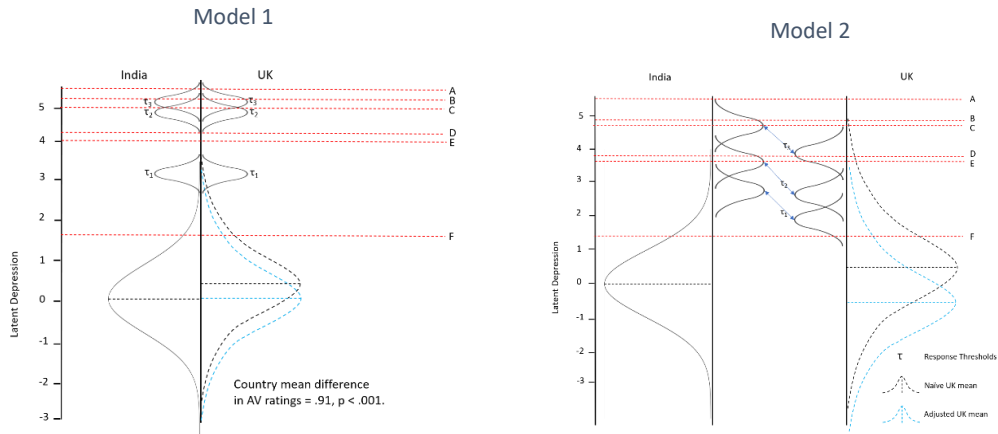 Model 1
India
UK
A
τ3
τ3
B
5
C
τ2
τ2
D
4
E
τ1
τ1
3
2
F
1
0
-1
-2
-3
Latent Depression
Country mean difference
in AV ratings = .91, p < .001.
Model 2
India
UK
A
5
B
C
τ3
4
D
E
3
τ2
2
τ1
F
1
0
-1
-2
-3
Latent Depression
τ Response Thresholds
Naïve UK mean
Adjusted UK mean